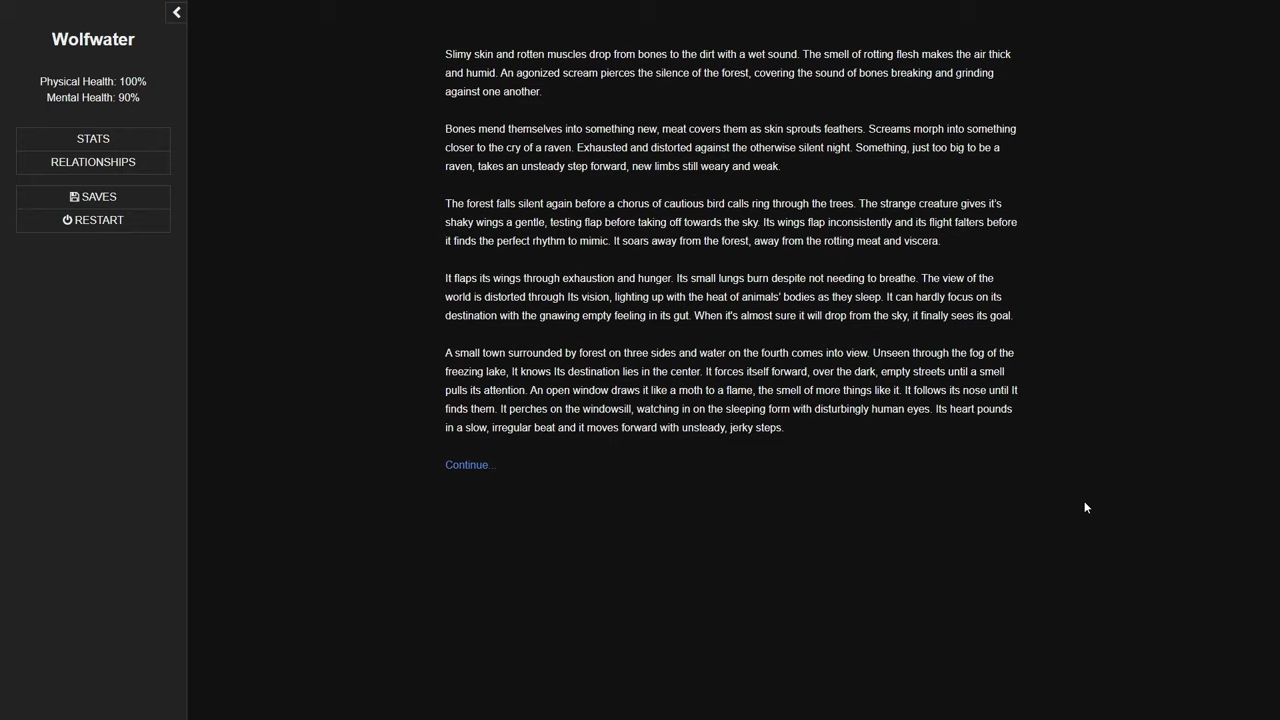 Wolfwater
Physical Health: 100%
Mental Health: 90%
STATS
RELATIONSHIPS
SAVES
RESTART
Slimy skin and rotten muscles drop from bones to the dirt with a wet sound. The smell of rotting flesh makes the air thick
and humid. An agonized scream pierces the silence of the forest, covering the sound of bones breaking and grinding
against one another.
Bones mend themselves into something new, meat covers them as skin sprouts feathers. Screams morph into something
closer to the cry of a raven. Exhausted and distorted against the otherwise silent night. Something, just too big to be a
raven, takes an unsteady step forward, new limbs still weary and weak.
The forest falls silent again before a chorus of cautious bird calls ring through the trees. The strange creature gives it's
shaky wings a gentle, testing flap before taking off towards the sky. Its wings flap inconsistently and its flight falters before
it finds the perfect rhythm to mimic. It soars away from the forest, away from the rotting meat and viscera.
It flaps its wings through exhaustion and hunger. Its small lungs burn despite not needing to breathe. The view of the
world is distorted through Its vision, lighting up with the heat of animals' bodies as they sleep. It can hardly focus on its
destination with the gnawing empty feeling in its gut. When it's almost sure it will drop from the sky, it finally sees its goal.
A small town surrounded by forest on three sides and water on the fourth comes into view. Unseen through the fog of the
freezing lake, It knows Its destination lies in the center. It forces itself forward, over the dark, empty streets until a smell
pulls its attention. An open window draws it like a moth to a flame, the smell of more things like it. It follows its nose until It
finds them. It perches on the windowsill, watching in on the sleeping form with disturbingly human eyes. Its heart pounds
in a slow, irregular beat and it moves forward with unsteady, jerky steps.
Continue...